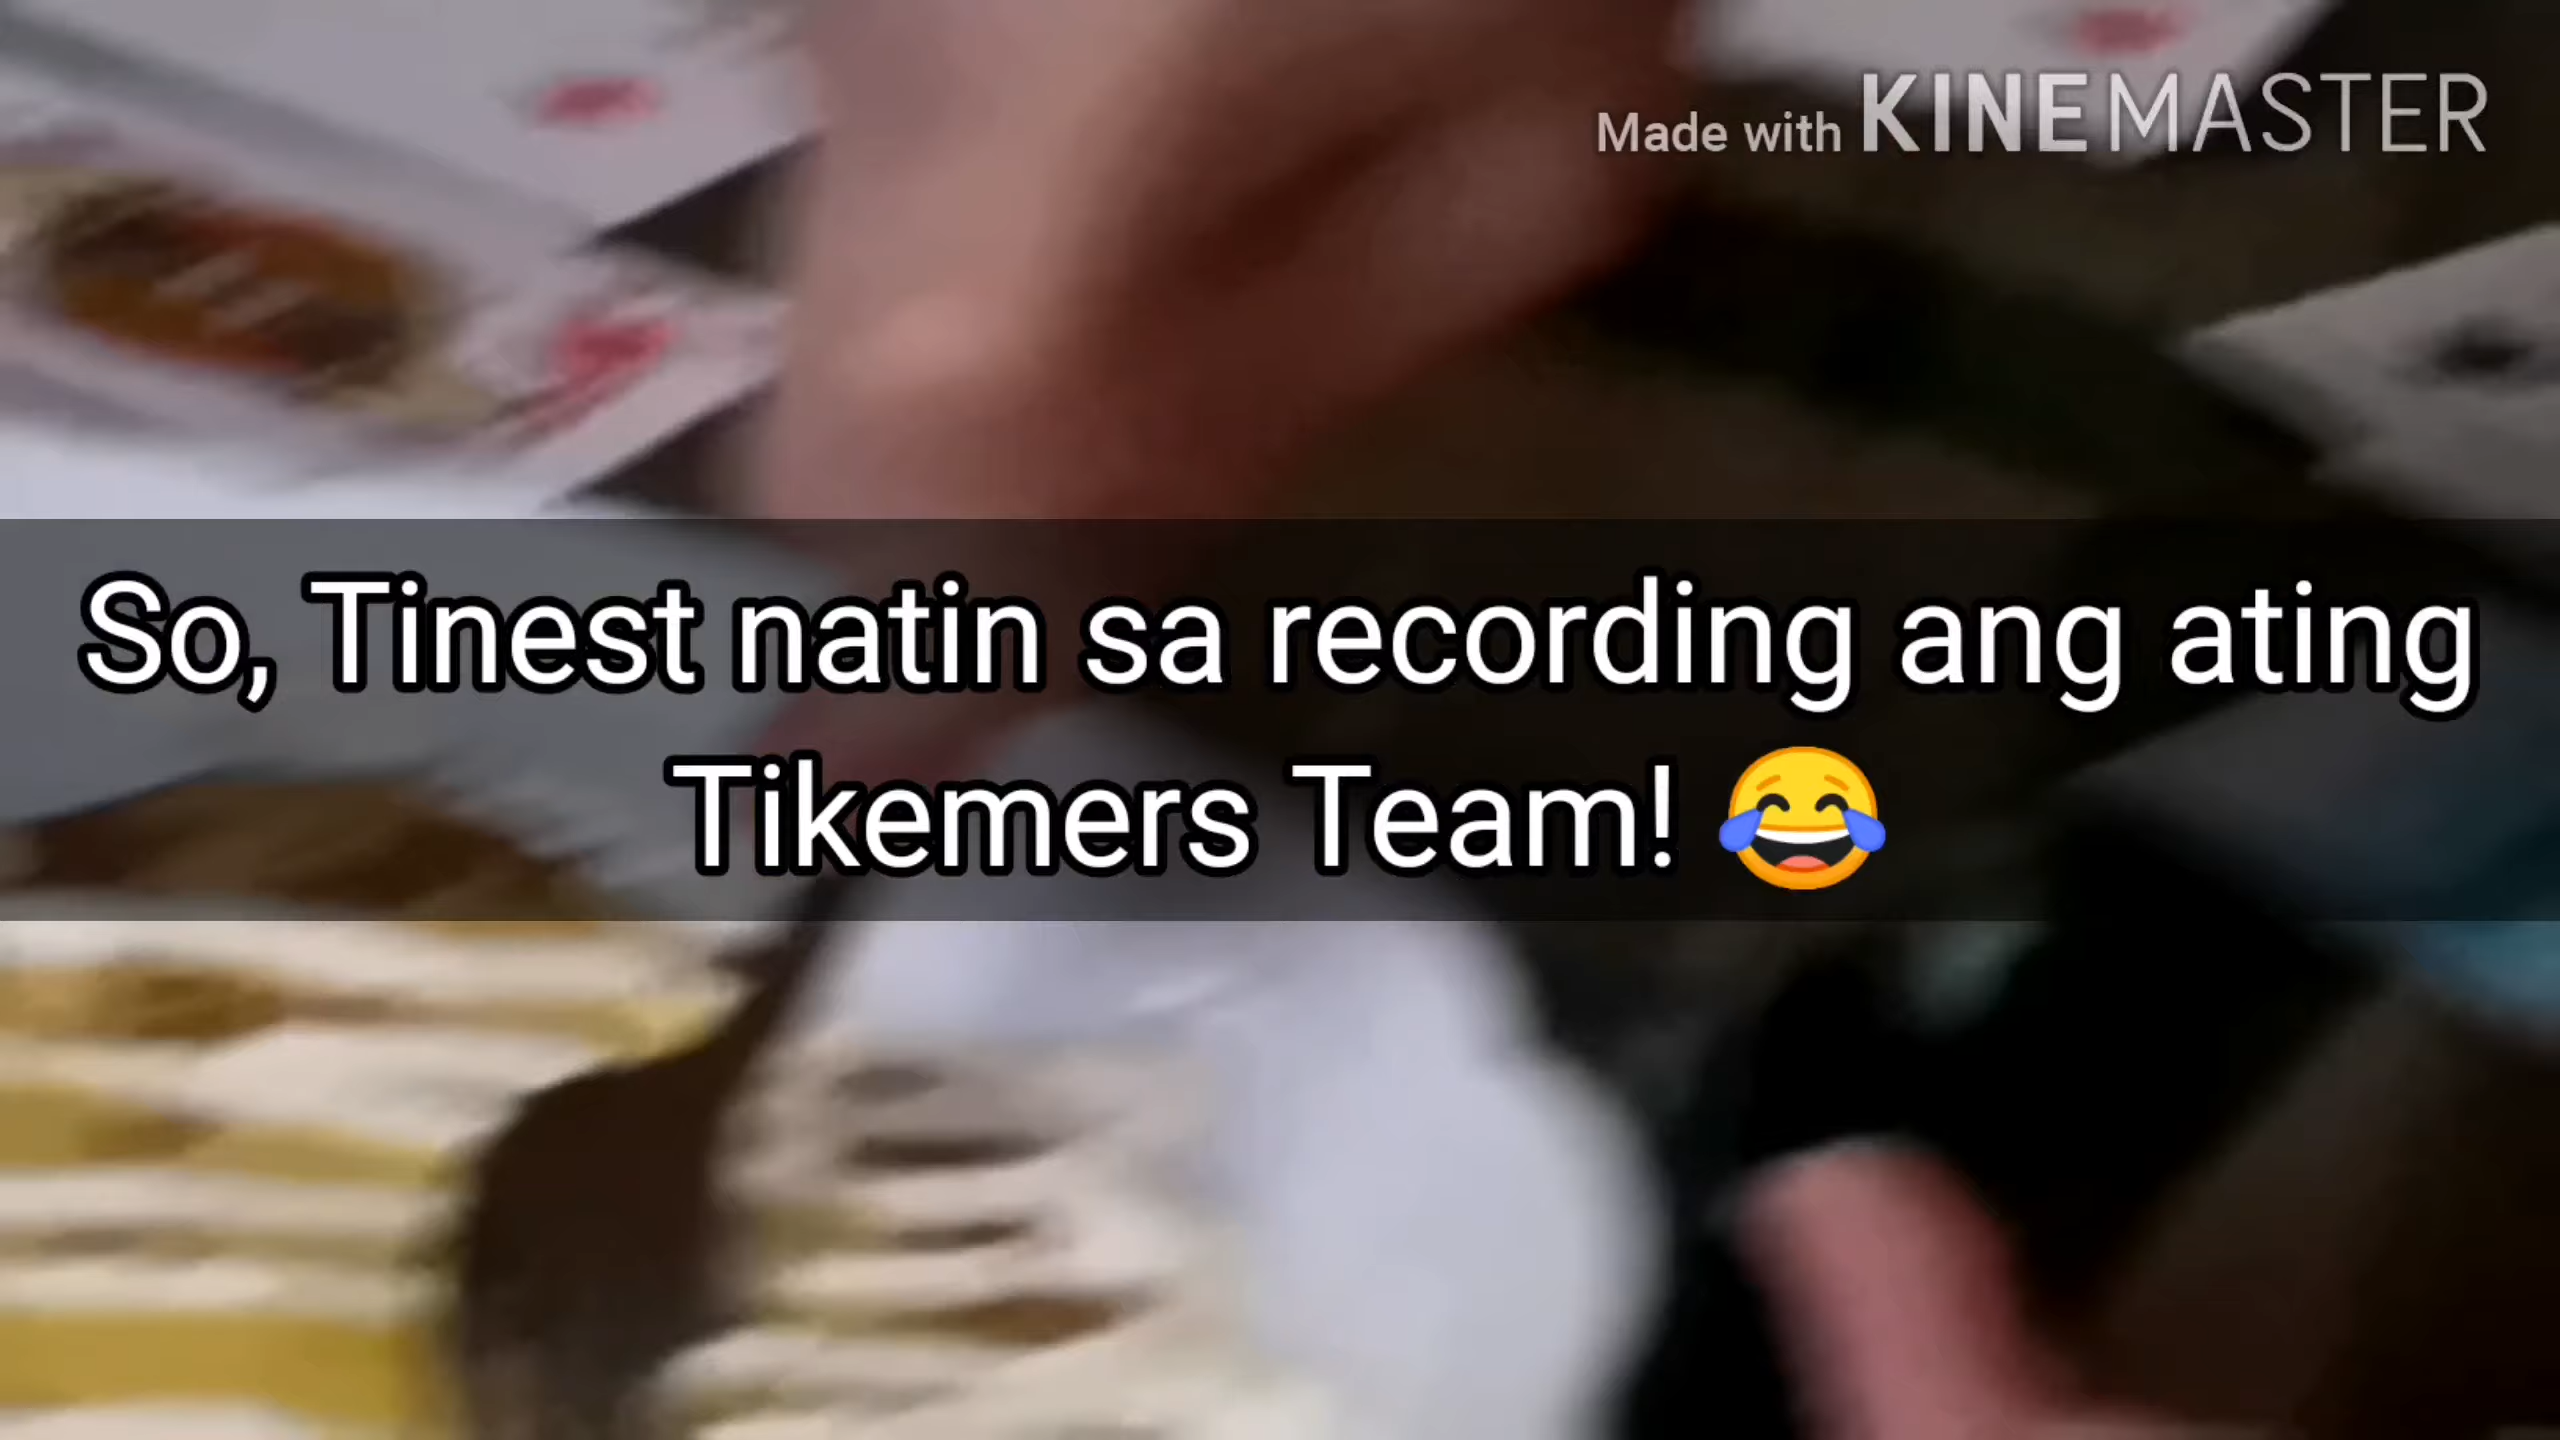 Made with KINEMASTER
So, Tinest natin sa recording ang ating
Tikemers Team! 😂